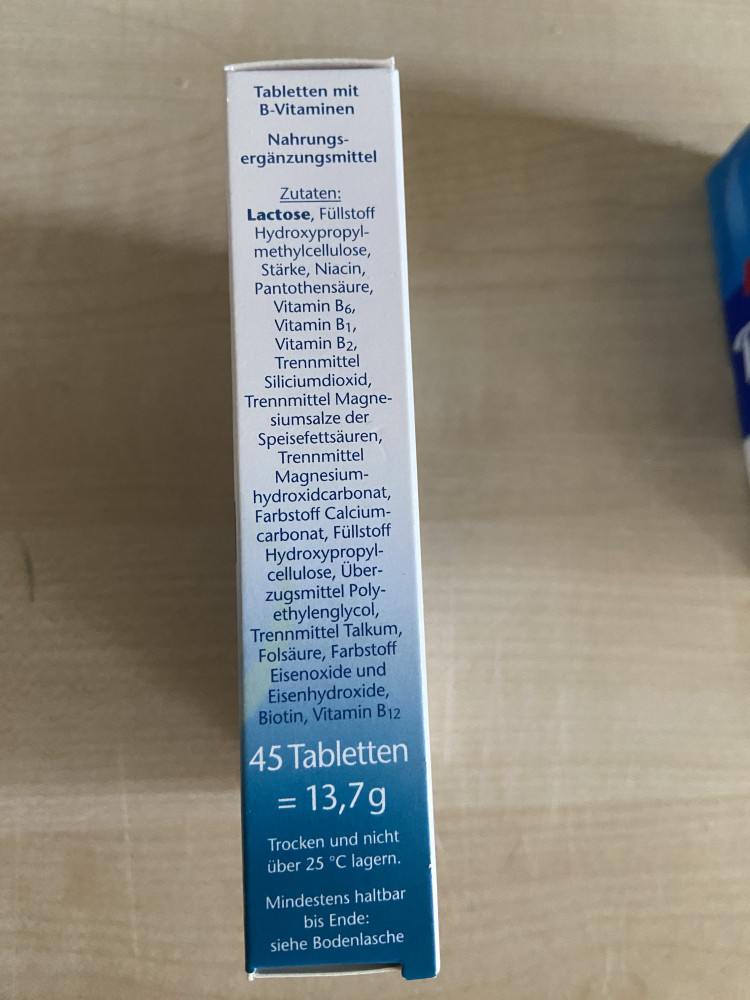 Tabletten mit
B-Vitaminen
Nahrungs-
ergänzungsmittel
Zutaten:
Lactose, Füllstoff
Hydroxypropyl-
methylcellulose,
Stärke, Niacin,
Pantothensäure,
Vitamin B6,
Vitamin B1,
Vitamin B2,
Trennmittel
Siliciumdioxid,
Trennmittel Magne-
siumsalze der
Speisefettsäuren,
Trennmittel
Magnesium-
hydroxidcarbonat,
Farbstoff Calcium-
carbonat, Füllstoff
Hydroxypropyl-
cellulose, Über-
zugsmittel Poly-
ethylenglycol,
Trennmittel Talkum,
Folsäure, Farbstoff
Eisenoxide und
Eisenhydroxide,
Biotin, Vitamin B12
45 Tabletten
= 13,7 g
Trocken und nicht
über 25 °C lagern.
Mindestens haltbar
bis Ende:
siehe Bodenlasche